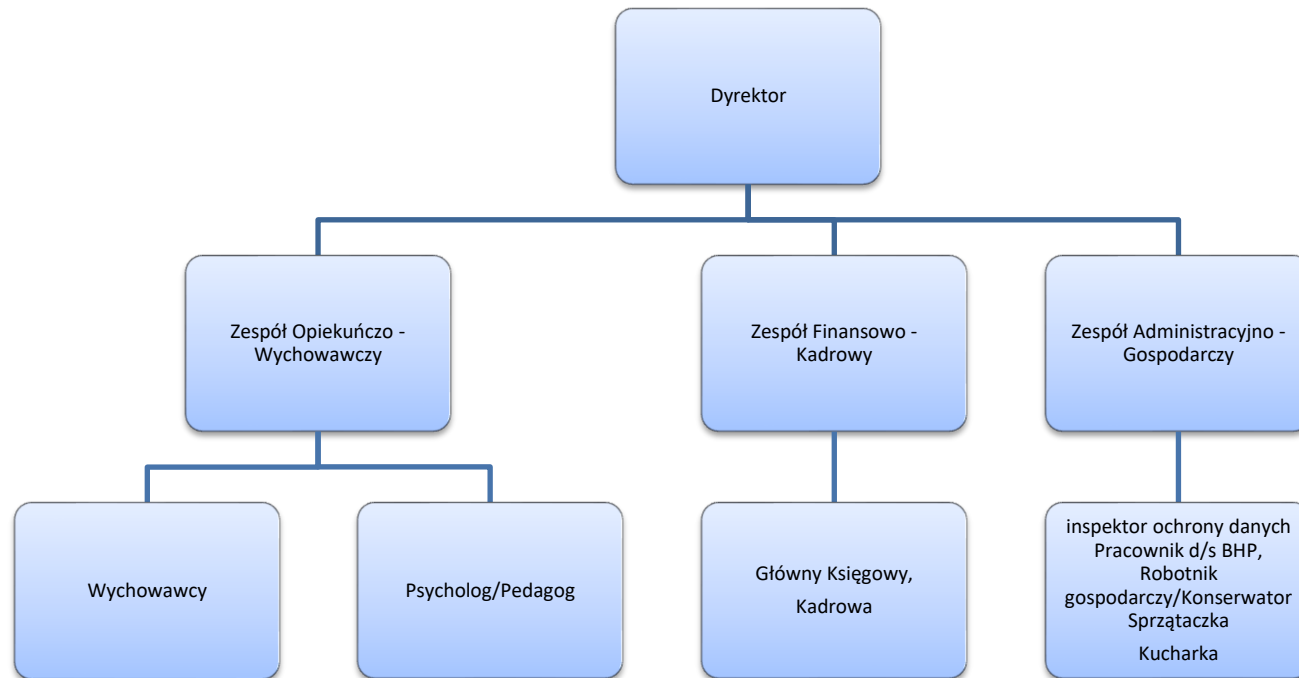 Dyrektor
Zespół Opiekuńczo -
Wychowawczy
Zespół Finansowo -
Kadrowy
Zespół Administracyjno -
Gospodarczy
Wychowawcy
Psycholog/Pedagog
Główny Księgowy,
Kadrowa
inspektor ochrony danych
Pracownik d/s BHP,
Robotnik
gospodarczy/Konserwator
Sprzątaczka
Kucharka